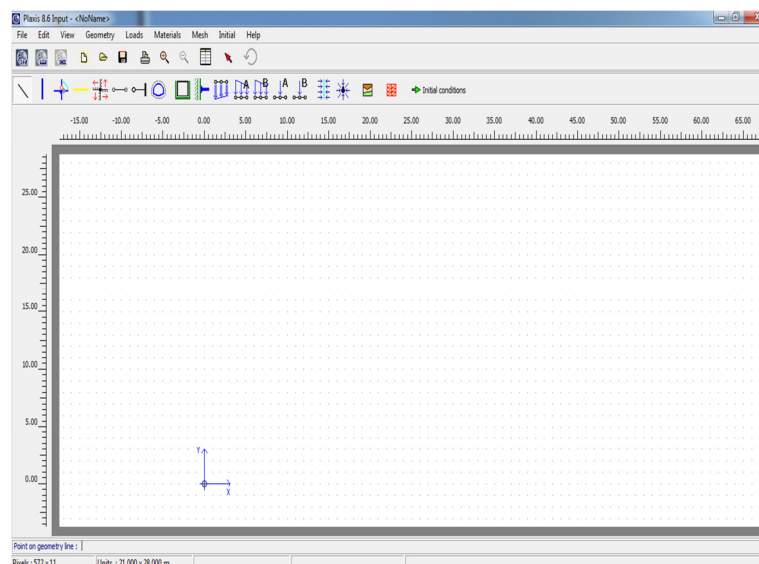 Plaxis 8.6 Input - <NoName>
File Edit View Geometry Loads Materials Mesh Initial Help
A B A B Initial conditions
-15.00 -10.00 -5.00 0.00 5.00 10.00 15.00 20.00 25.00 30.00 35.00 40.00 45.00 50.00 55.00 60.00 65.00
25.00
20.00
15.00
10.00
5.00
Y
0.00
X
Point on geometry line :
Pixels : 572 x 11 Units : 21.000 x 28.000 m